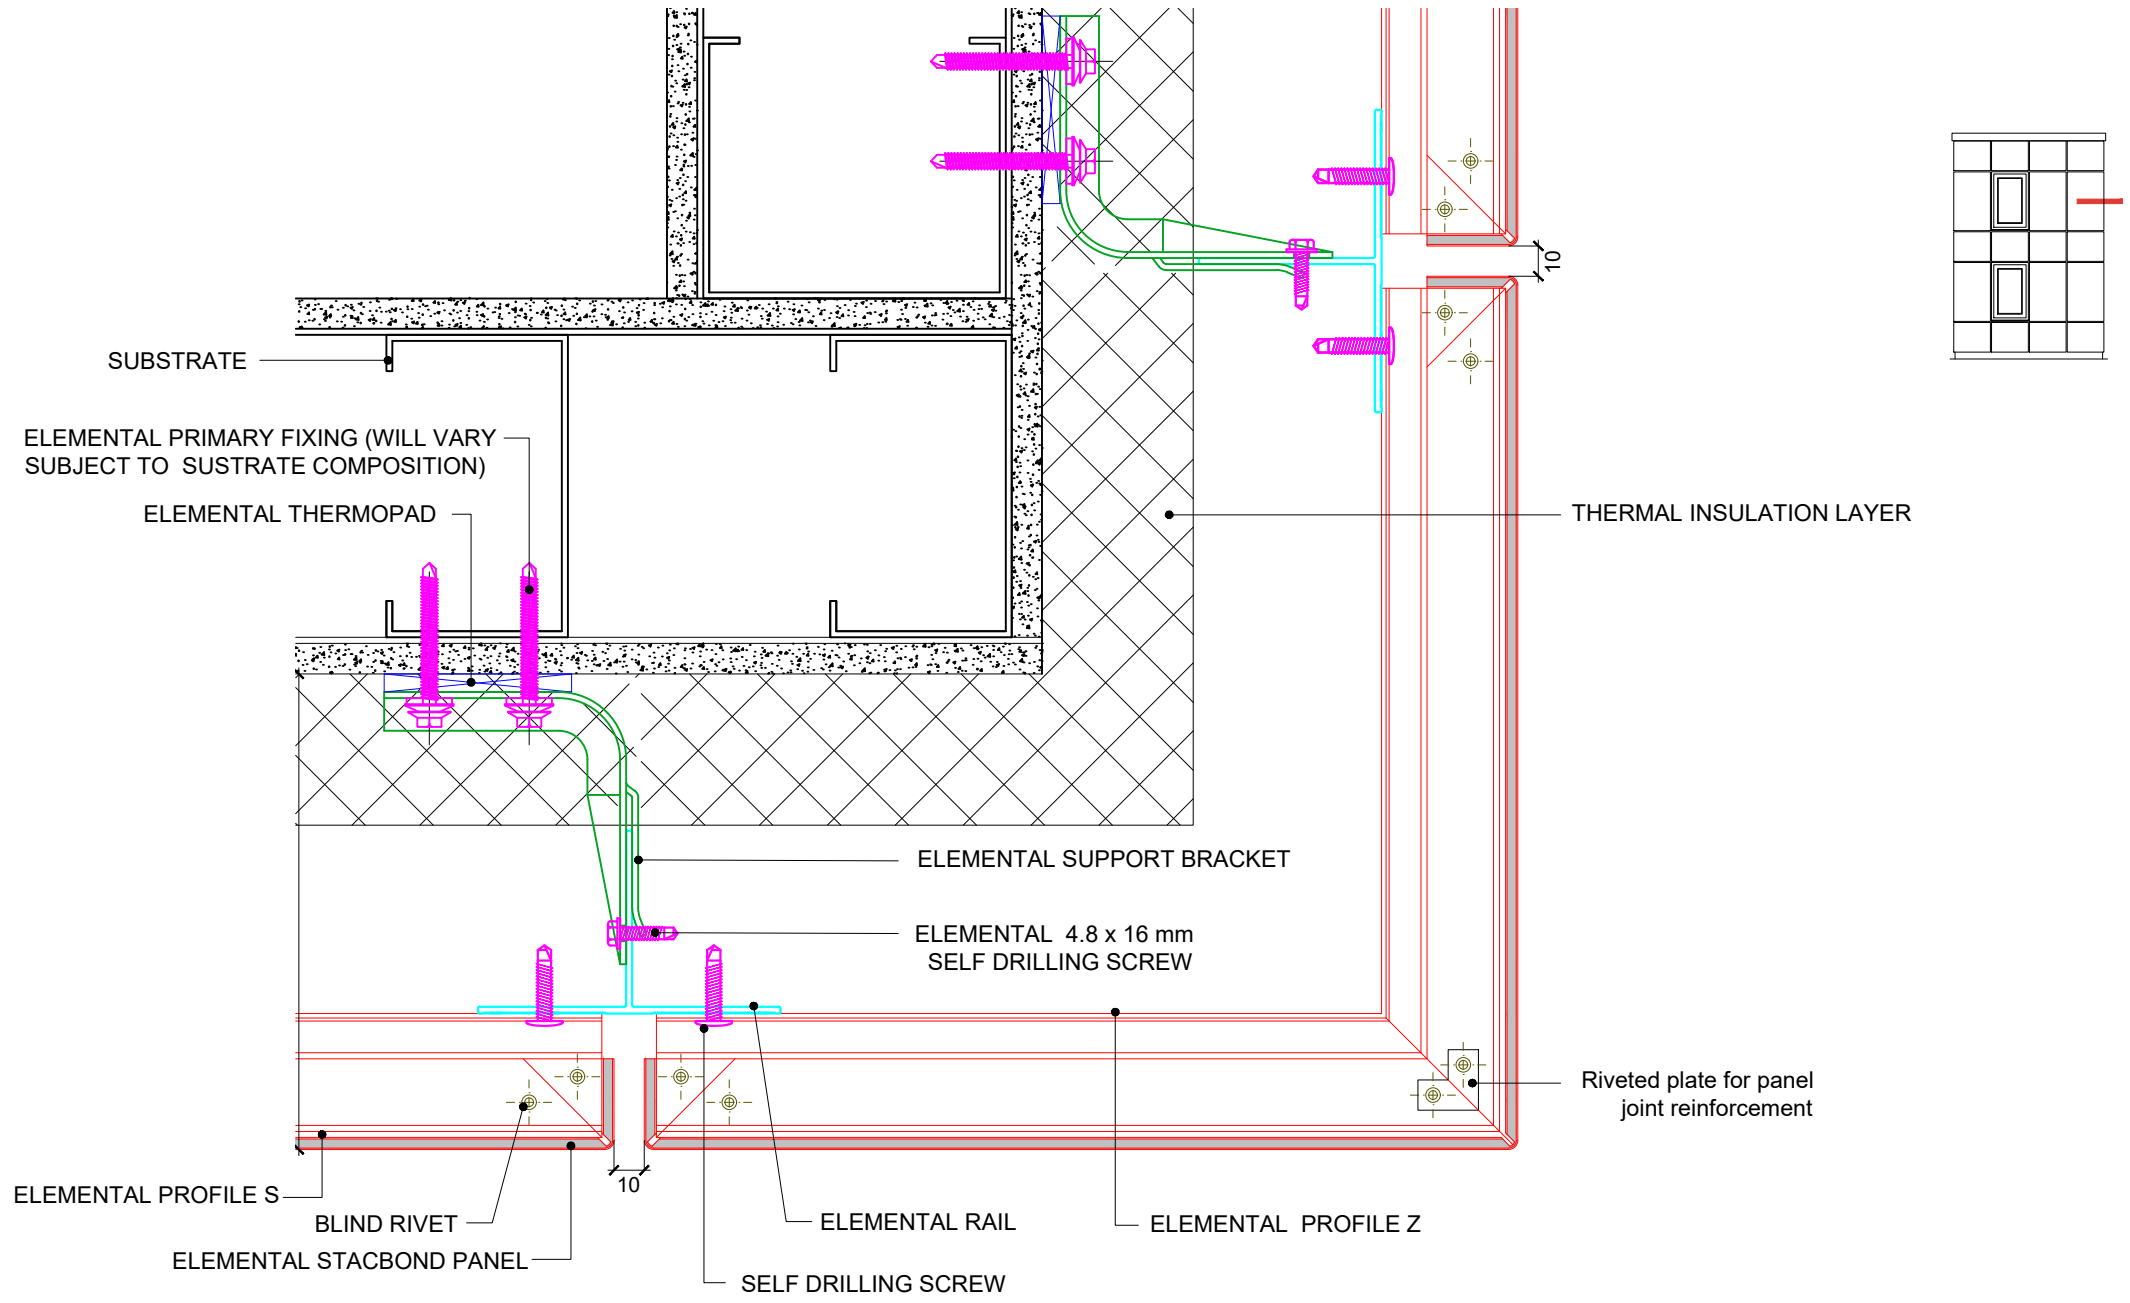 10
SUBSTRATE
ELEMENTAL PRIMARY FIXING (WILL VARY
SUBJECT TO SUSTRATE COMPOSITION)
ELEMENTAL THERMOPAD
THERMAL INSULATION LAYER
ELEMENTAL SUPPORT BRACKET
ELEMENTAL 4.8 x 16 mm
SELF DRILLING SCREW
Riveted plate for panel
joint reinforcement
10
ELEMENTAL PROFILE S
BLIND RIVET
ELEMENTAL RAIL
ELEMENTAL PROFILE Z
ELEMENTAL STACBOND PANEL
SELF DRILLING SCREW